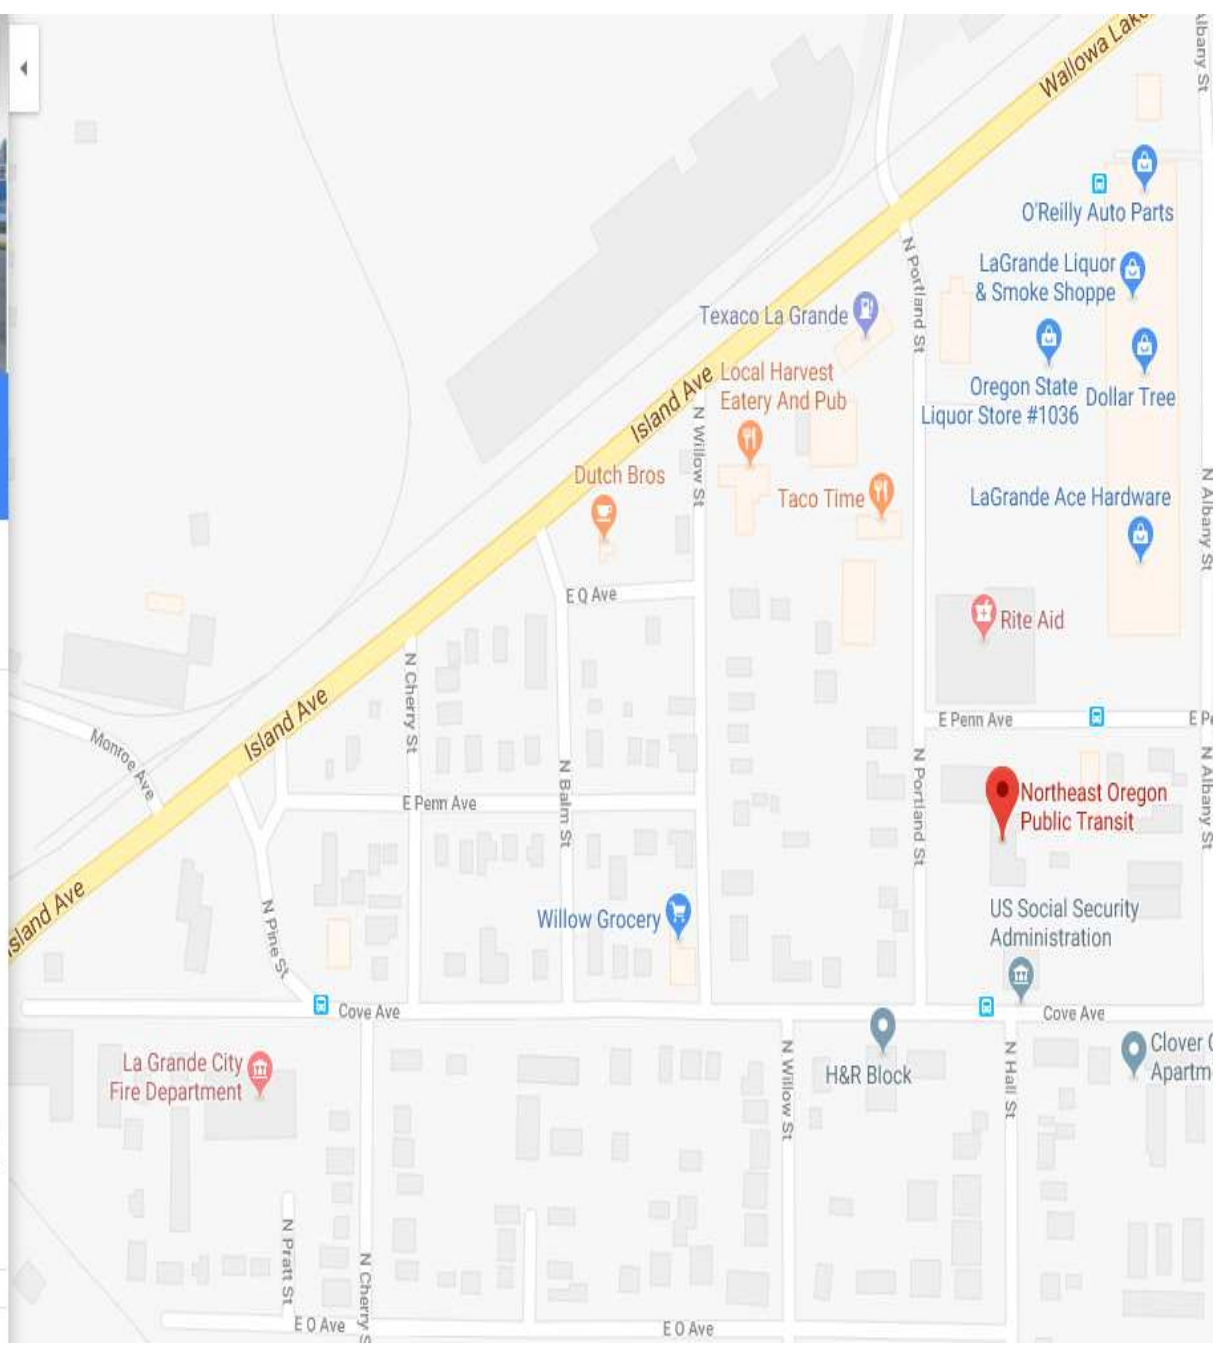 Wallowa Lake
Albany St
O'Reilly Auto Parts
N Portland St
LaGrande Liquor
& Smoke Shoppe
Texaco La Grande
Local Harvest
Eatery And Pub
Oregon State
Liquor Store #1036
Dollar Tree
Island Ave
N Willow St
Dutch Bros
Taco Time
LaGrande Ace Hardware
N Albany St
E Q Ave
Rite Aid
N Cherry St
Island Ave
E Penn Ave
E Pe
Monroe Ave
N Balm St
N Portland St
N Albany St
Northeast Oregon
Public Transit
E Penn Ave
Island Ave
N Pine St
Willow Grocery
US Social Security
Administration
Cove Ave
Cove Ave
La Grande City
Fire Department
N Willow St
H&R Block
N Hall St
Clover C
Apartm
N Pratt St
N Cherry S
E O Ave
E O Ave